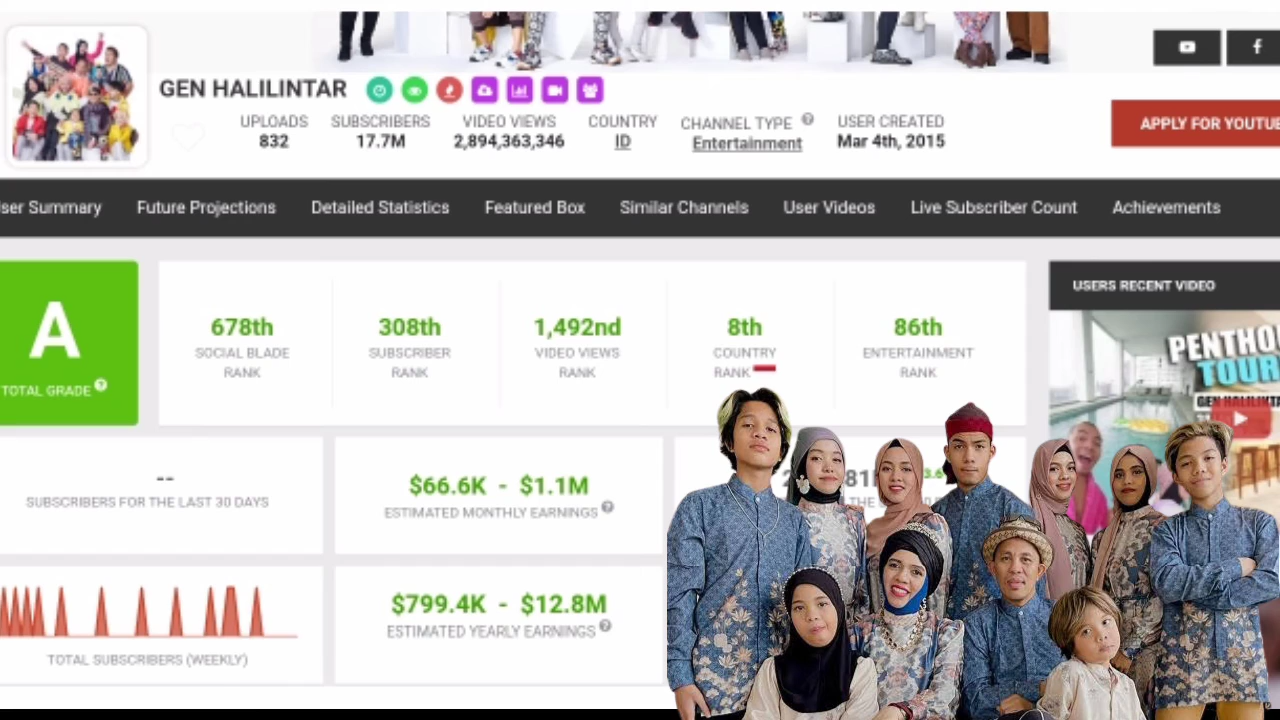 GEN HALILINTAR
UPLOADS SUBSCRIBERS VIDEO VIEWS COUNTRY CHANNEL TYPE USER CREATED
832 17.7M 2,894,363,346 ID Entertainment Mar 4th, 2015
APPLY FOR YOUTUB
ser Summary Future Projections Detailed Statistics Featured Box Similar Channels User Videos Live Subscriber Count Achievements
A
TOTAL GRADE
678th 308th 1,492nd 8th 86th
SOCIAL BLADE SUBSCRIBER VIDEO VIEWS COUNTRY ENTERTAINMENT
RANK RANK RANK RANK RANK
USERS RECENT VIDEO
PENTHO
TOUR
GEN HALILINTA
--
SUBSCRIBERS FOR THE LAST 30 DAYS
$66.6K - $1.1M
ESTIMATED MONTHLY EARNINGS
$799.4K - $12.8M
ESTIMATED YEARLY EARNINGS
TOTAL SUBSCRIBERS (WEEKLY)